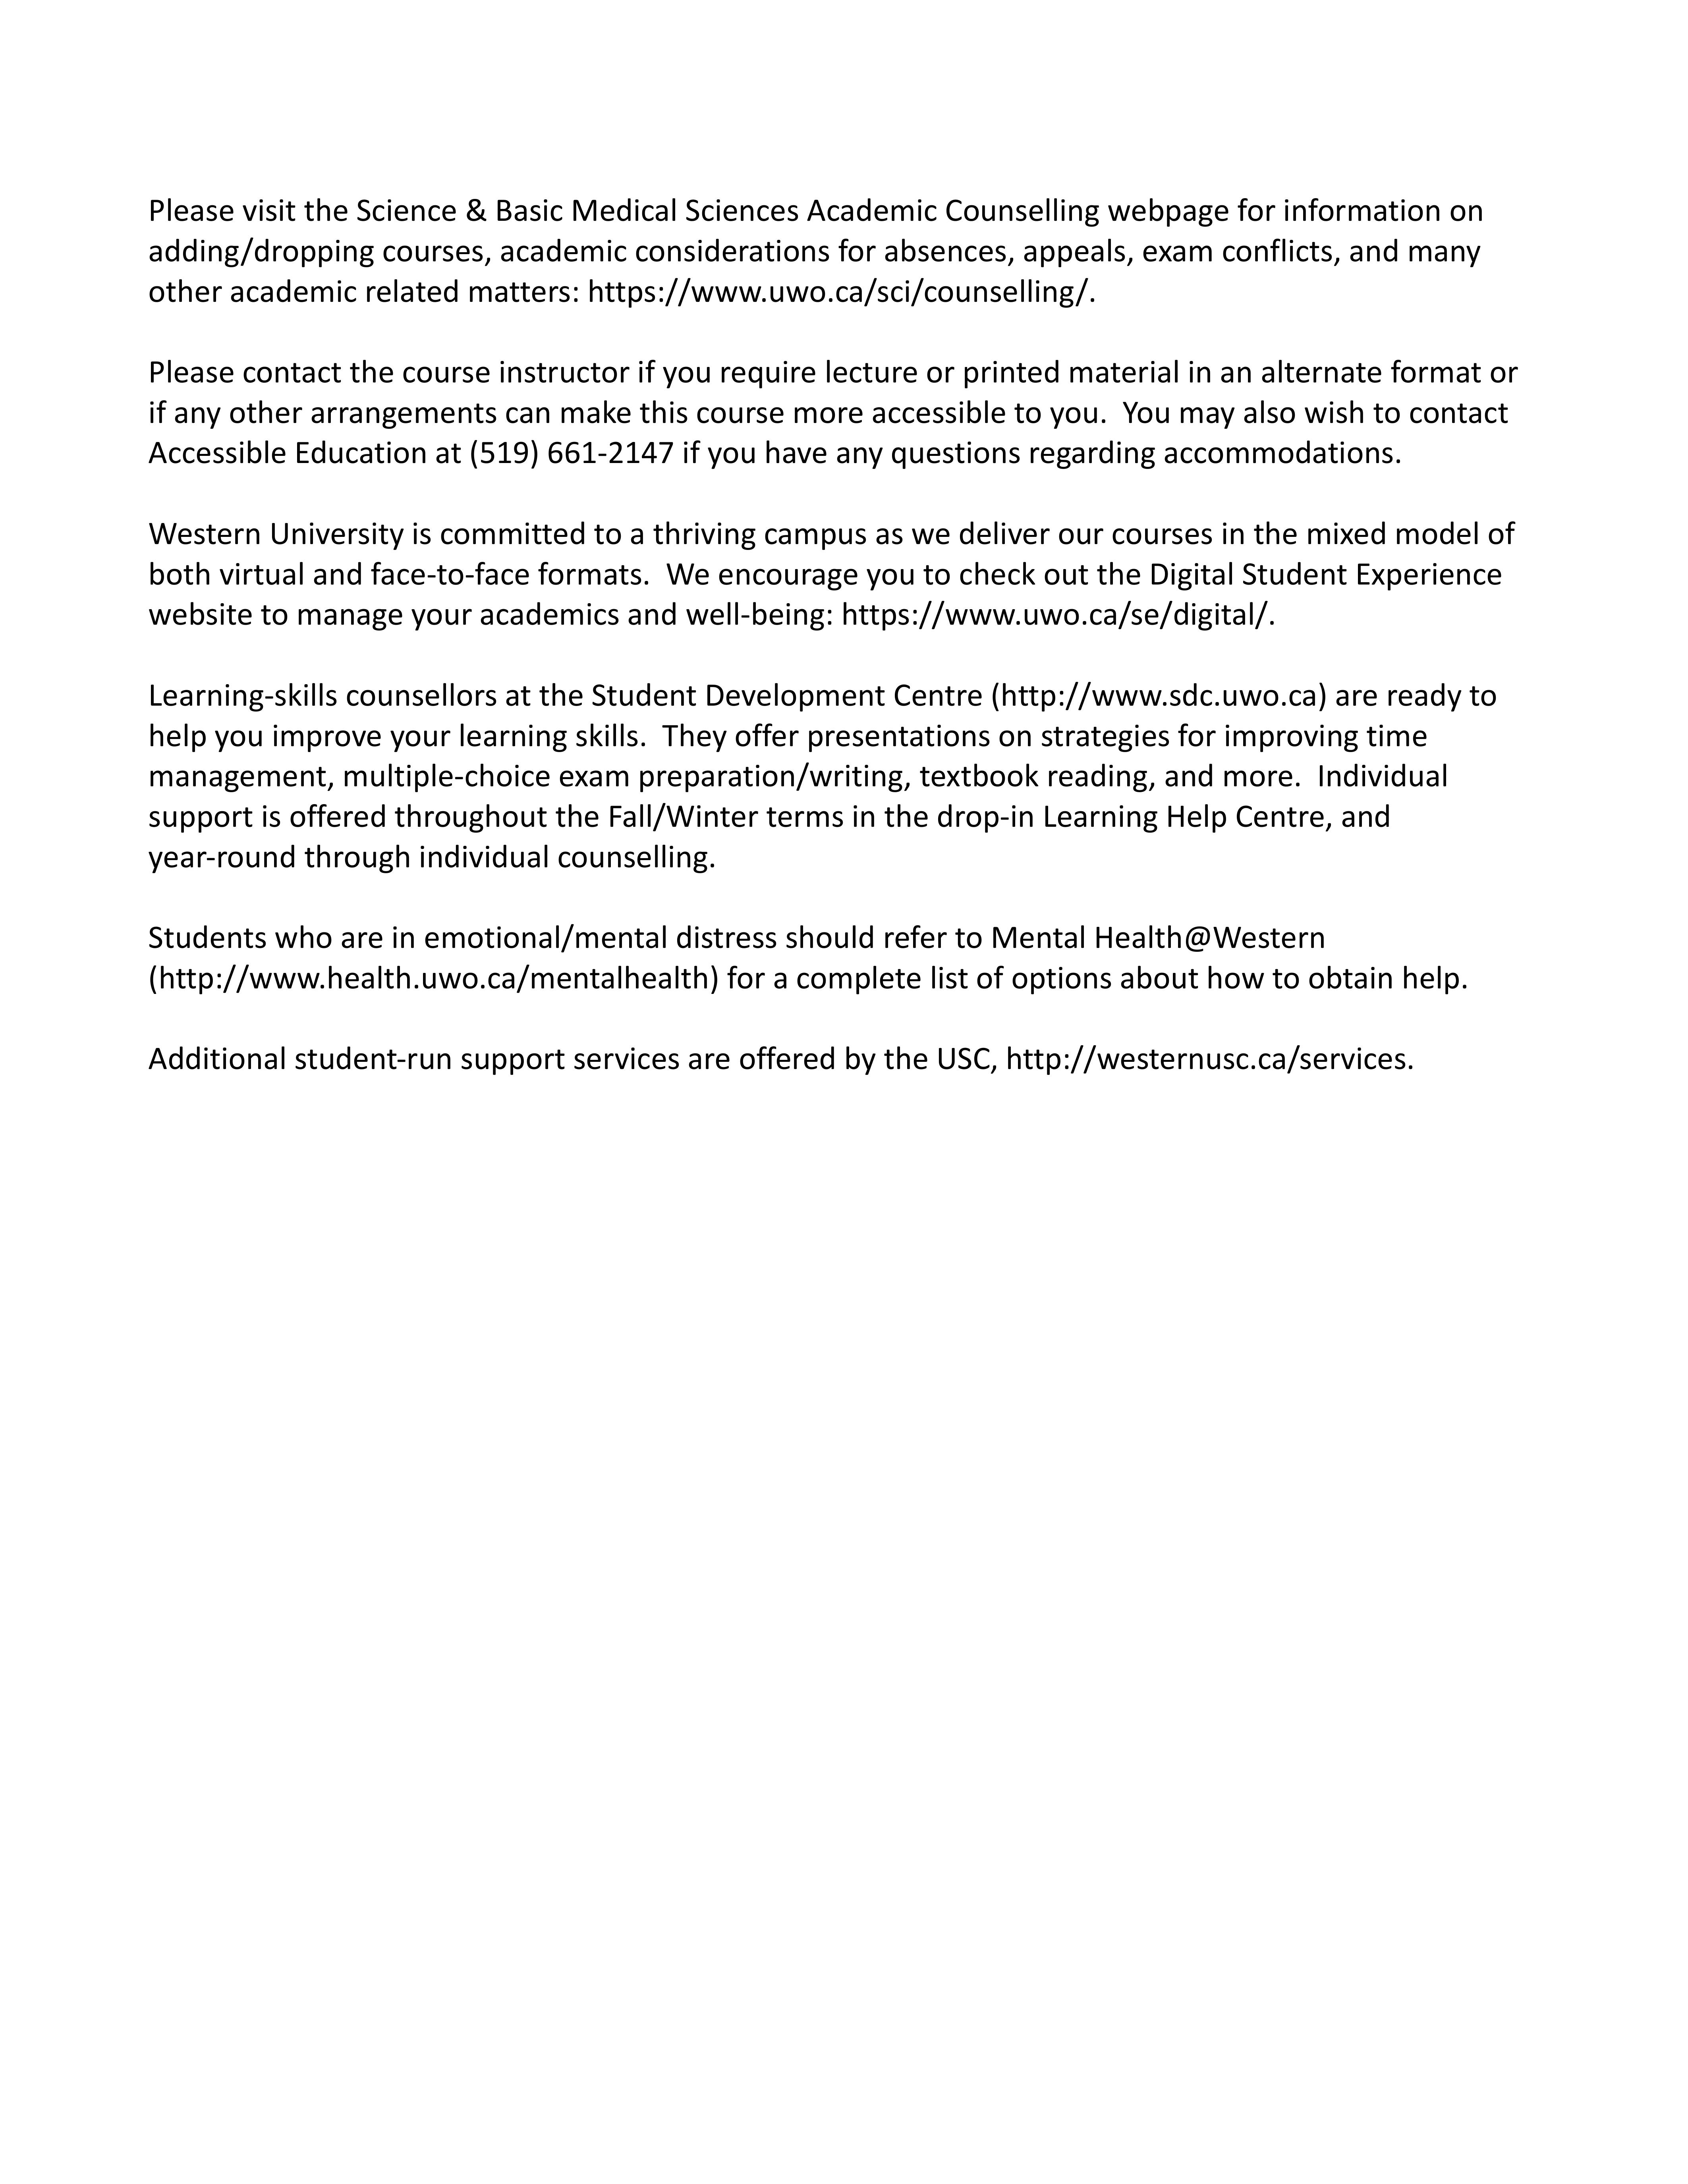 Please visit the Science & Basic Medical Sciences Academic Counselling webpage for information on
adding/dropping courses, academic considerations for absences, appeals, exam conflicts, and many
other academic related matters: https://www.uwo.ca/sci/counselling/.
Please contact the course instructor if you require lecture or printed material in an alternate format or
if any other arrangements can make this course more accessible to you.  You may also wish to contact
Accessible Education at (519) 661-2147 if you have any questions regarding accommodations.
Western University is committed to a thriving campus as we deliver our courses in the mixed model of
both virtual and face-to-face formats.  We encourage you to check out the Digital Student Experience
website to manage your academics and well-being: https://www.uwo.ca/se/digital/.
Learning-skills counsellors at the Student Development Centre (http://www.sdc.uwo.ca) are ready to
help you improve your learning skills.  They offer presentations on strategies for improving time
management, multiple-choice exam preparation/writing, textbook reading, and more.  Individual
support is offered throughout the Fall/Winter terms in the drop-in Learning Help Centre, and
year-round through individual counselling.
Students who are in emotional/mental distress should refer to Mental Health@Western
(http://www.health.uwo.ca/mentalhealth) for a complete list of options about how to obtain help.
Additional student-run support services are offered by the USC, http://westernusc.ca/services.